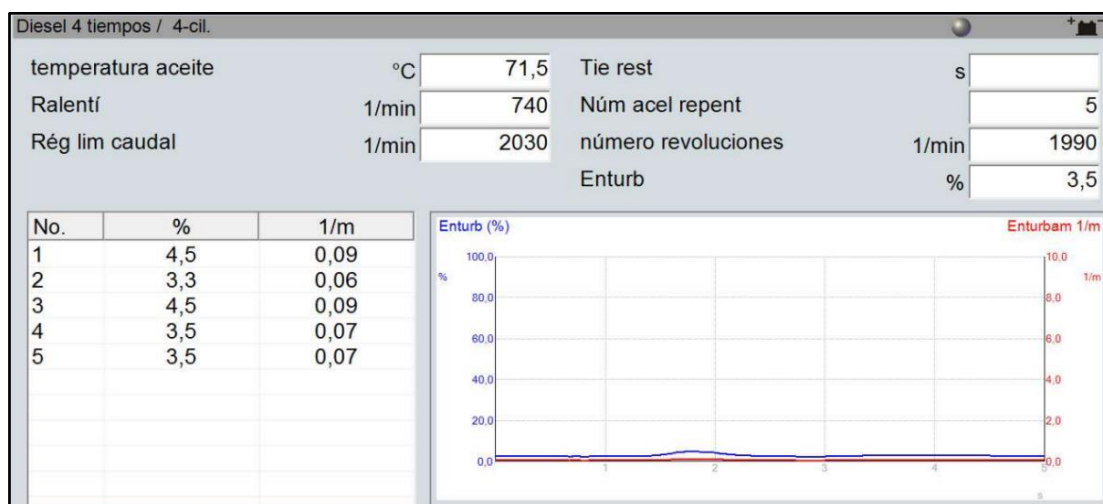 Diesel 4 tiempos / 4-cil.
temperatura aceite °C 71,5 Tie rest s
Ralentí 1/min 740 Núm acel repent 5
Rég lim caudal 1/min 2030 número revoluciones 1/min 1990
Enturb % 3,5
No. % 1/m
1 4,5 0,09
2 3,3 0,06
3 4,5 0,09
4 3,5 0,07
5 3,5 0,07
Enturb (%) Enturbam 1/m
100,0 10,0
% 1/m
80,0 8,0
60,0 6,0
40,0 4,0
20,0 2,0
0,0 0,0
1 2 3 4 5
s